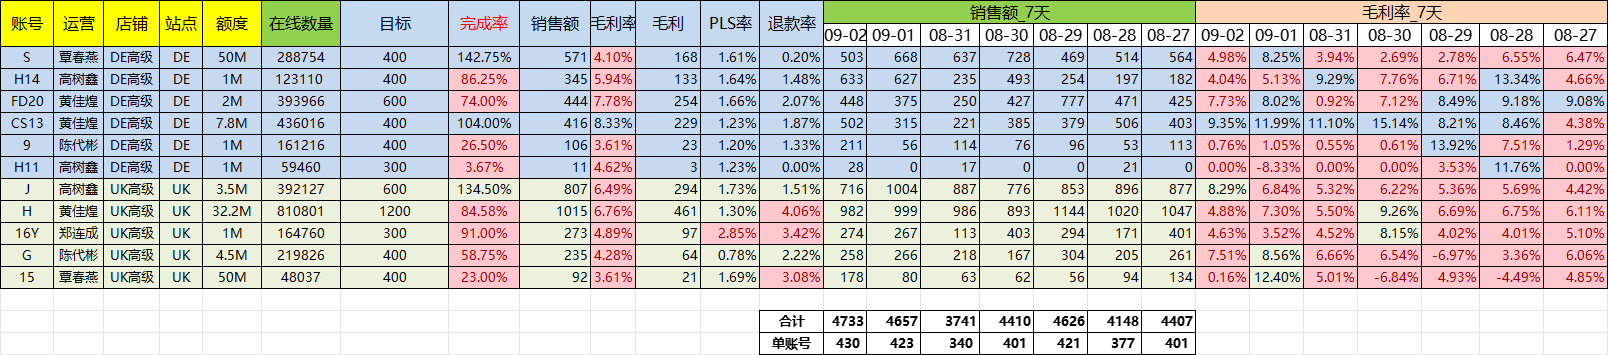 销售额_7天 毛利率_7天
账号 运营 店铺 站点 额度 在线数量 目标 完成率 销售额 毛利率 毛利 PLS率 退款率 09-02 09-01 08-31 08-30 08-29 08-28 08-27 09-02 09-01 08-31 08-30 08-29 08-28 08-27
S 覃春燕 DE高级 DE 50M 288754 400 142.75% 571 4.10% 168 1.61% 0.20% 503 668 637 728 469 514 564 4.98% 8.25% 3.94% 2.69% 2.78% 6.55% 6.47%
H14 高树鑫 DE高级 DE 1M 123110 400 86.25% 345 5.94% 133 1.64% 1.48% 633 627 235 493 254 197 182 4.04% 5.13% 9.29% 7.76% 6.71% 13.34% 4.66%
FD20 黄佳煌 DE高级 DE 2M 393966 600 74.00% 444 7.78% 254 1.66% 2.07% 448 375 250 427 777 471 425 7.73% 8.02% 0.92% 7.12% 8.49% 9.18% 9.08%
CS13 黄佳煌 DE高级 DE 7.8M 436016 400 104.00% 416 8.33% 229 1.23% 1.87% 502 315 221 385 379 506 403 9.35% 11.99% 11.10% 15.14% 8.21% 8.46% 4.38%
9 陈代彬 DE高级 DE 1M 161216 400 26.50% 106 3.61% 23 1.20% 1.33% 211 56 114 76 96 53 113 0.76% 1.05% 0.55% 0.61% 13.92% 7.51% 1.29%
H11 高树鑫 DE高级 DE 1M 59460 300 3.67% 11 4.62% 3 1.23% 0.00% 28 0 17 0 0 21 0 0.00% -8.33% 0.00% 0.00% 3.53% 11.76% 0.00%
J 高树鑫 UK高级 UK 3.5M 392127 600 134.50% 807 6.49% 294 1.73% 1.51% 716 1004 887 776 853 896 877 8.29% 6.84% 5.32% 6.22% 5.36% 5.69% 4.42%
H 黄佳煌 UK高级 UK 32.2M 810801 1200 84.58% 1015 6.76% 461 1.30% 4.06% 982 999 986 893 1144 1020 1047 4.88% 7.30% 5.50% 9.26% 6.69% 6.75% 6.11%
16Y 郑连成 UK高级 UK 1M 164760 300 91.00% 273 4.89% 97 2.85% 3.42% 274 267 113 403 294 171 401 4.63% 3.52% 4.52% 8.15% 4.02% 4.01% 5.10%
G 陈代彬 UK高级 UK 4.5M 219826 400 58.75% 235 4.28% 64 0.78% 2.22% 258 266 218 167 304 205 261 7.51% 8.56% 6.66% 6.54% -6.97% 3.36% 6.06%
15 覃春燕 UK高级 UK 50M 48037 400 23.00% 92 3.61% 21 1.69% 3.08% 178 80 63 62 56 94 134 0.16% 12.40% 5.01% -6.84% 4.93% -4.49% 4.85%
合计 4733 4657 3741 4410 4626 4148 4407
单账号 430 423 340 401 421 377 401